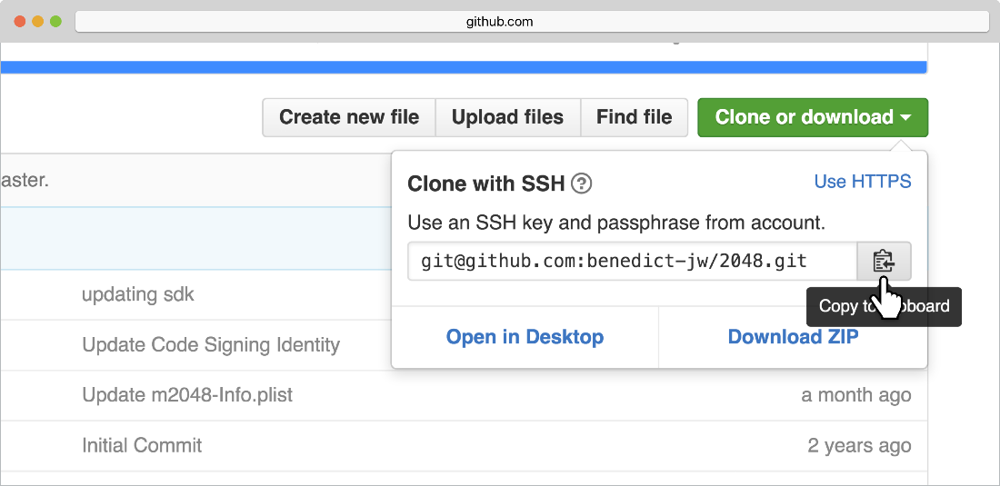 github.com
Create new file Upload files Find file Clone or download
aster.
Clone with SSH ? Use HTTPS
Use an SSH key and passphrase from account.
git@github.com:benedict-jw/2048.git
Copy to board
Open in Desktop Download ZIP
updating sdk
Update Code Signing Identity
Update m2048-Info.plist a month ago
Initial Commit 2 years ago